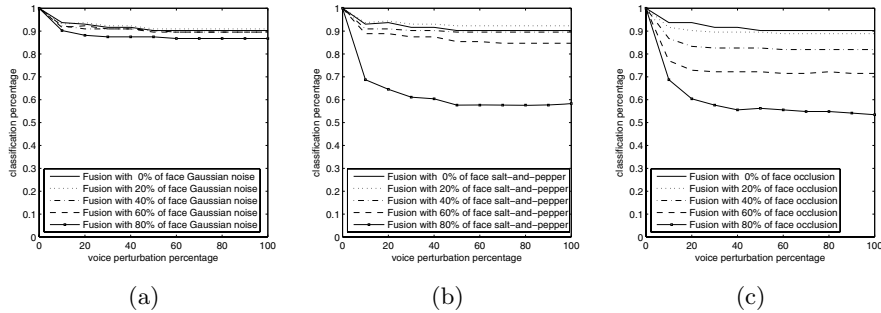 1
0.9
0.8
0.7
0.6
0.5
0.4
0.3
0.2
0.1
0
classification percentage
Fusion with 0% of face Gaussian noise
Fusion with 20% of face Gaussian noise
Fusion with 40% of face Gaussian noise
Fusion with 60% of face Gaussian noise
Fusion with 80% of face Gaussian noise
0 20 40 60 80 100
voice perturbation percentage
(a)
1
0.9
0.8
0.7
0.6
0.5
0.4
0.3
0.2
0.1
0
classification percentage
Fusion with 0% of face salt-and-pepper
Fusion with 20% of face salt-and-pepper
Fusion with 40% of face salt-and-pepper
Fusion with 60% of face salt-and-pepper
Fusion with 80% of face salt-and-pepper
0 20 40 60 80 100
voice perturbation percentage
(b)
1
0.9
0.8
0.7
0.6
0.5
0.4
0.3
0.2
0.1
0
classification percentage
Fusion with 0% of face occlusion
Fusion with 20% of face occlusion
Fusion with 40% of face occlusion
Fusion with 60% of face occlusion
Fusion with 80% of face occlusion
0 20 40 60 80 100
voice perturbation percentage
(c)